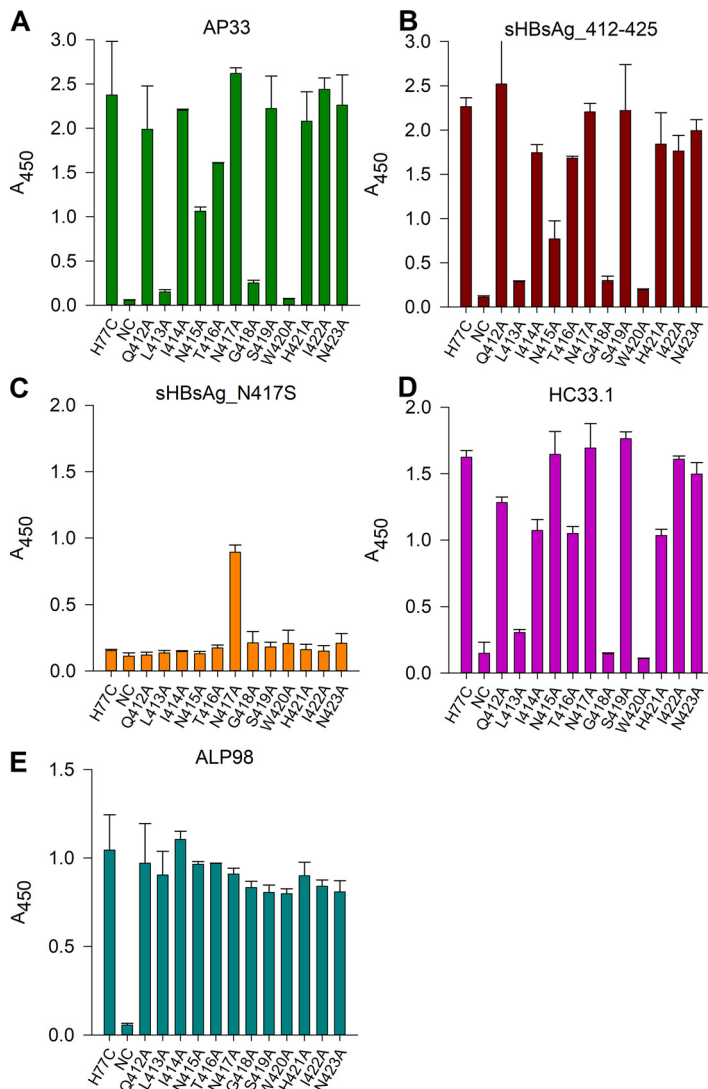 A
AP33
3.0
2.5
2.0
1.5
1.0
0.5
0.0
A450
H77C
NC
Q412A
L413A
I414A
N415A
T416A
N417A
G418A
S419A
W420A
H421A
I422A
N423A
B
sHBsAg_412-425
3.0
2.5
2.0
1.5
1.0
0.5
0.0
A450
H77C
NC
Q412A
L413A
I414A
N415A
T416A
N417A
G418A
S419A
W420A
H421A
I422A
N423A
C
sHBsAg_N417S
2.0
1.5
1.0
0.5
0.0
A450
H77C
NC
Q412A
L413A
I414A
N415A
T416A
N417A
G418A
S419A
W420A
H421A
I422A
N423A
D
HC33.1
2.0
1.5
1.0
0.5
0.0
A450
H77C
NC
Q412A
L413A
I414A
N415A
T416A
N417A
G418A
S419A
W420A
H421A
I422A
N423A
E
ALP98
1.5
1.0
0.5
0.0
A450
H77C
NC
Q412A
L413A
I414A
N415A
T416A
N417A
G418A
S419A
W420A
H421A
I422A
N423A